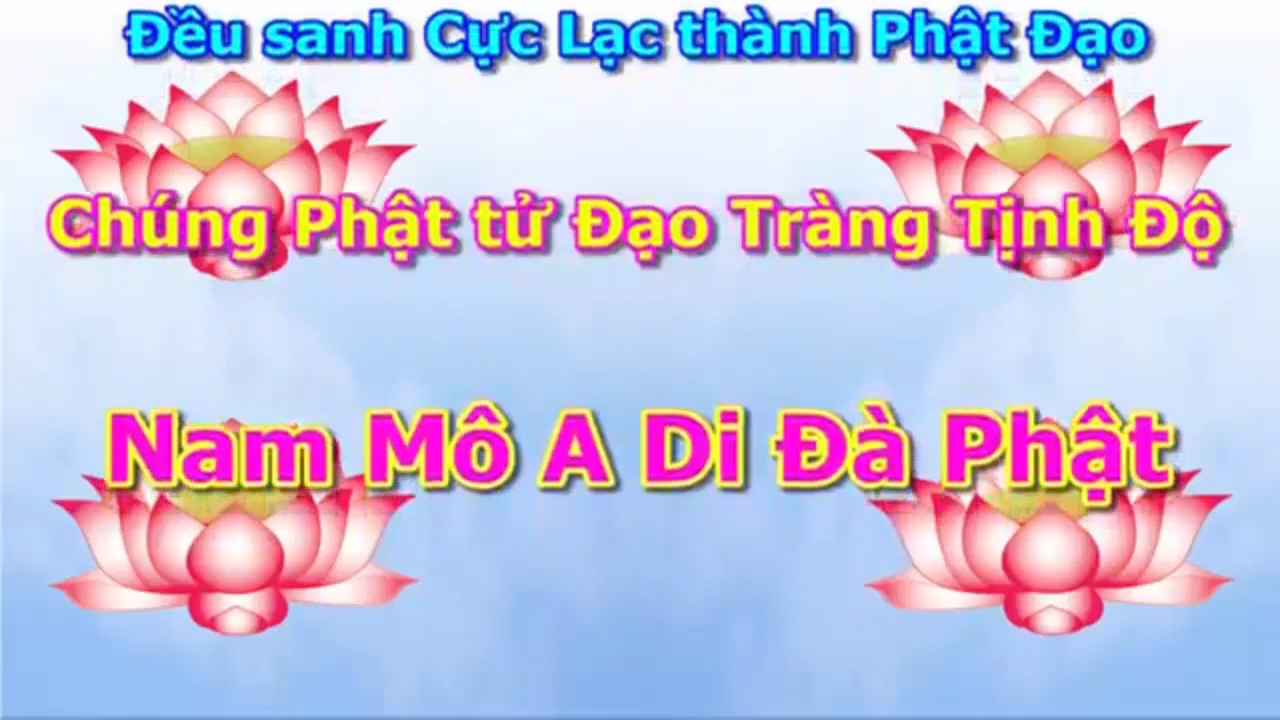 Đều sanh Cực Lạc thành Phật Đạo
Chúng Phật tử Đạo Tràng Tịnh Độ
Nam Mô A Di Đà Phật